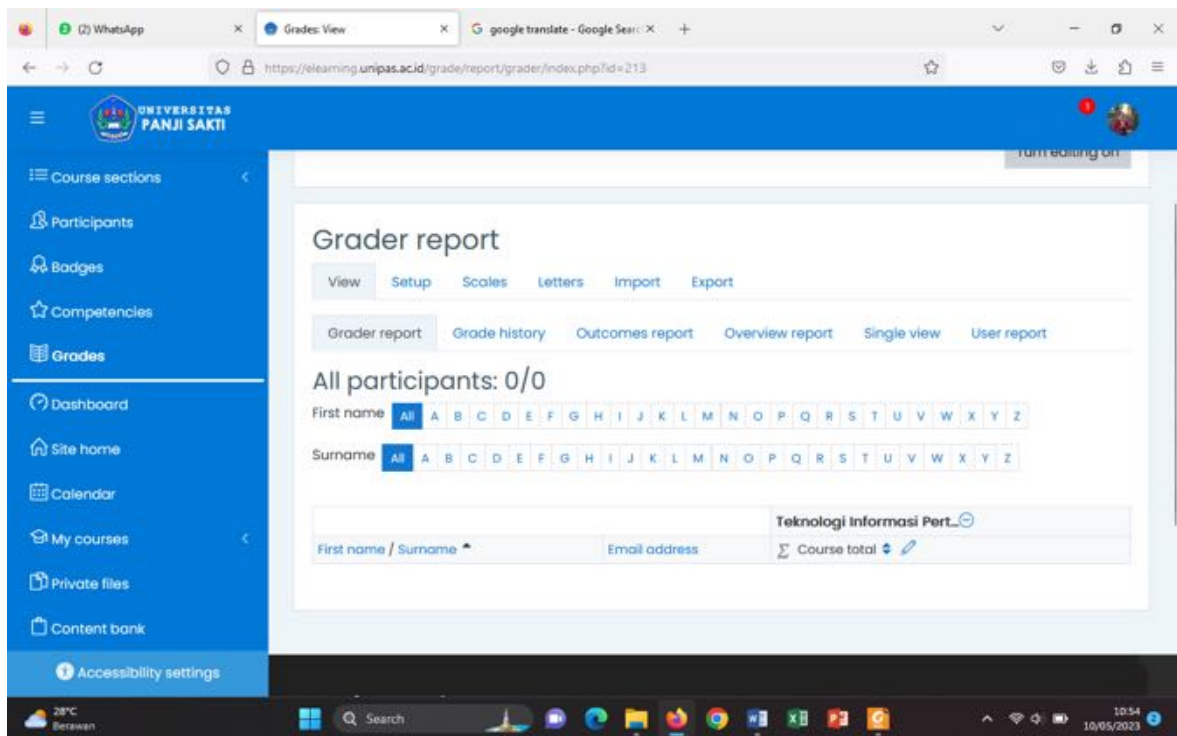 (2) WhatsApp
Grades: View
google translate - Google Searc
https://elearning.unipas.ac.id/grade/report/grader/index.php?id=213
UNIVERSITAS
PANJI SAKTI
1
Turn editing on
Course sections
Participants
Badges
Competencies
Grades
Dashboard
Site home
Calendar
My courses
Private files
Content bank
Accessibility settings
Grader report
View Setup Scales Letters Import Export
Grader report Grade history Outcomes report Overview report Single view User report
All participants: 0/0
First name All A B C D E F G H I J K L M N O P Q R S T U V W X Y Z
Surname All A B C D E F G H I J K L M N O P Q R S T U V W X Y Z
Teknologi Informasi Pert...
First name / Surname Email address Σ Course total
28°C
Berawan
Search
10:54
10/05/2023
2